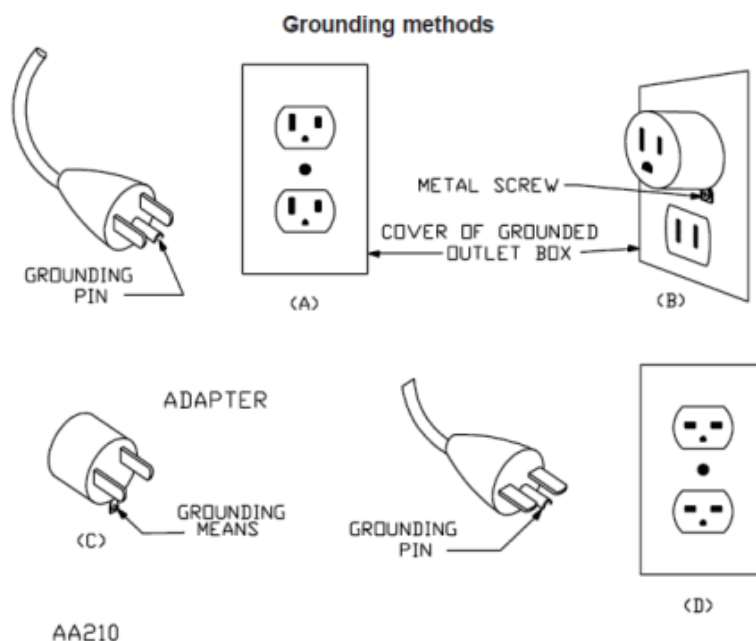 Grounding methods
METAL SCREW
COVER OF GROUNDED
OUTLET BOX
GROUNDING
PIN
(A)
(B)
ADAPTER
GROUNDING
MEANS
(C)
GROUNDING
PIN
(D)
AA210